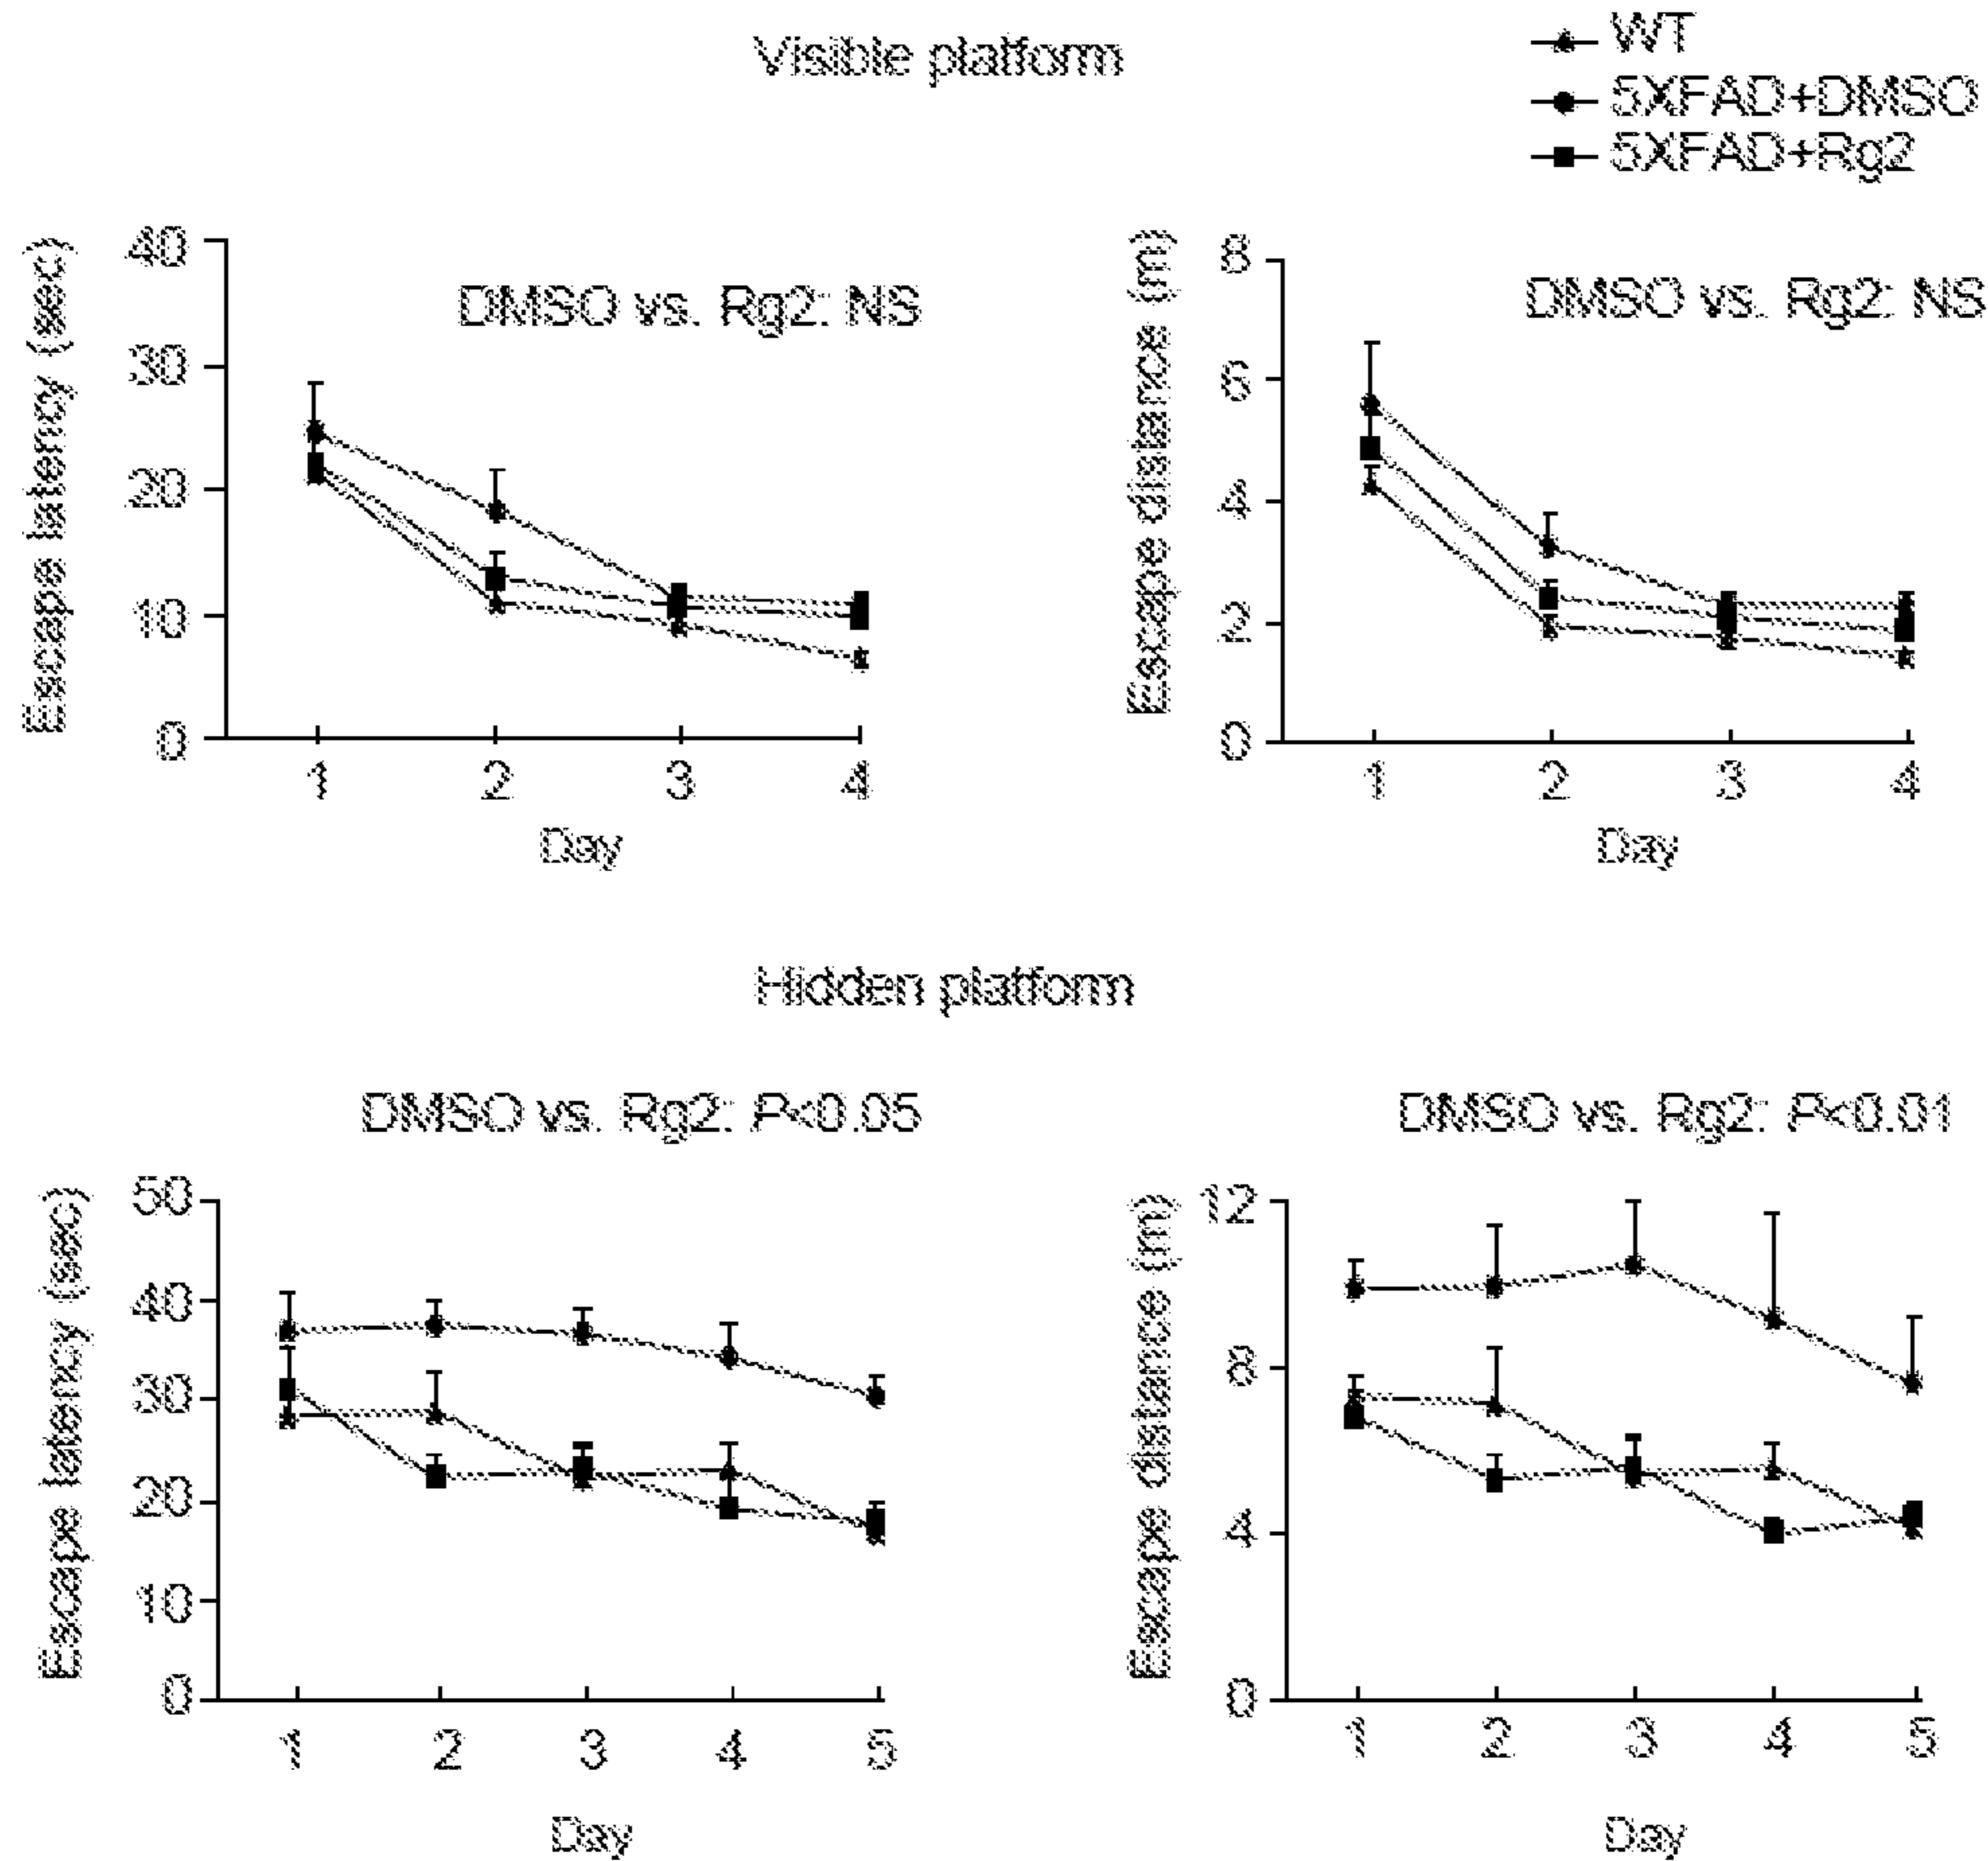 Visible platform
WT
5XFAD+DMSO
5XFAD+Rg2
Escape latency (sec)
40
30
20
10
0
DMSO vs. Rg2: NS
1 2 3 4
Day
Escape distance (m)
8
6
4
2
0
DMSO vs. Rg2: NS
1 2 3 4
Day
Hidden platform
DMSO vs. Rg2: P<0.05
Escape latency (sec)
50
40
30
20
10
0
1 2 3 4 5
Day
DMSO vs. Rg2: P<0.01
Escape distance (m)
12
8
4
0
1 2 3 4 5
Day